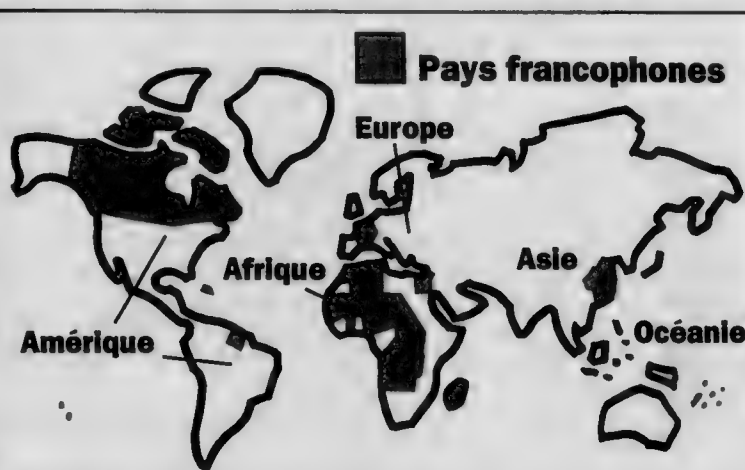 Pays francophones
Europe
Afrique
Asie
Océanie
Amérique